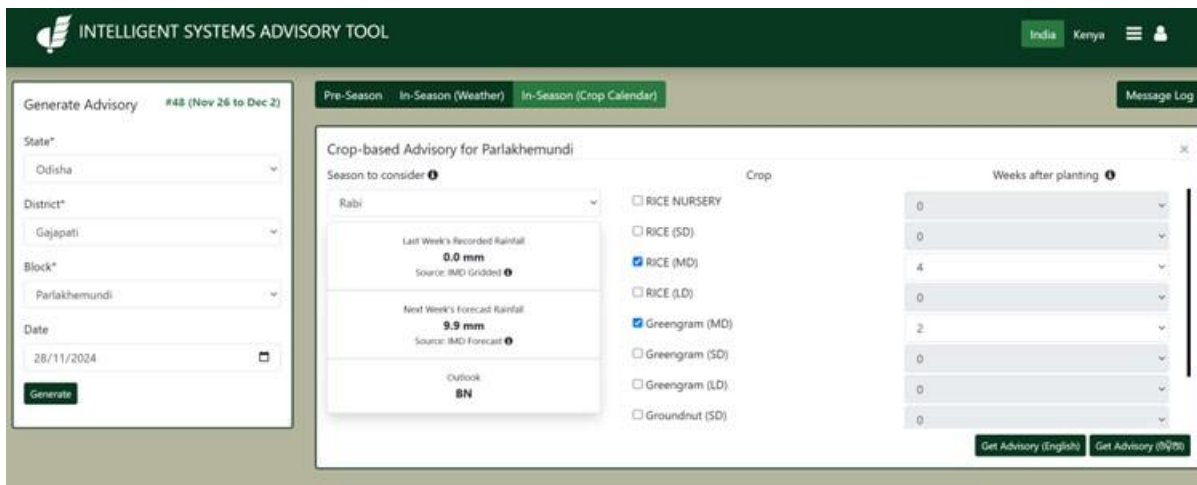 INTELLIGENT SYSTEMS ADVISORY TOOL
India Kenya
Generate Advisory #48 (Nov 26 to Dec 2)
State*
Odisha
District*
Gajapati
Block*
Parlakhemundi
Date
28/11/2024
Generate
Pre-Season In-Season (Weather) In-Season (Crop Calendar)
Message Log
Crop-based Advisory for Parlakhemundi
Season to consider
Rabi
Last Week's Recorded Rainfall
0.0 mm
Source: IMD Gridded
Next Week's Forecast Rainfall
9.9 mm
Source: IMD Forecast
Outlook
BN
Crop Weeks after planting
RICE NURSERY 0
RICE (SD) 0
RICE (MD) 4
RICE (LD) 0
Greengram (MD) 2
Greengram (SD) 0
Greengram (LD) 0
Groundnut (SD) 0
Get Advisory (English) Get Advisory (ଓଡ଼ିଆ)